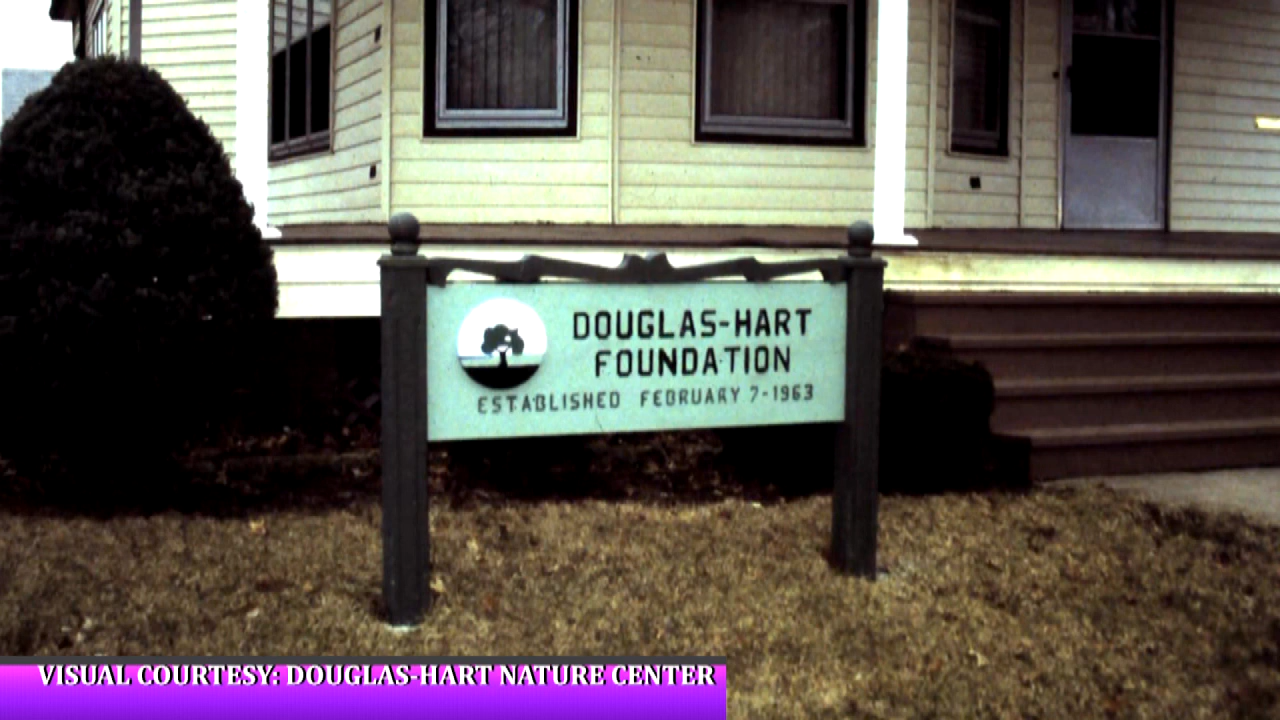 DOUGLAS-HART
FOUNDATION
ESTABLISHED FEBRUARY 7-1963
VISUAL COURTESY: DOUGLAS-HART NATURE CENTER